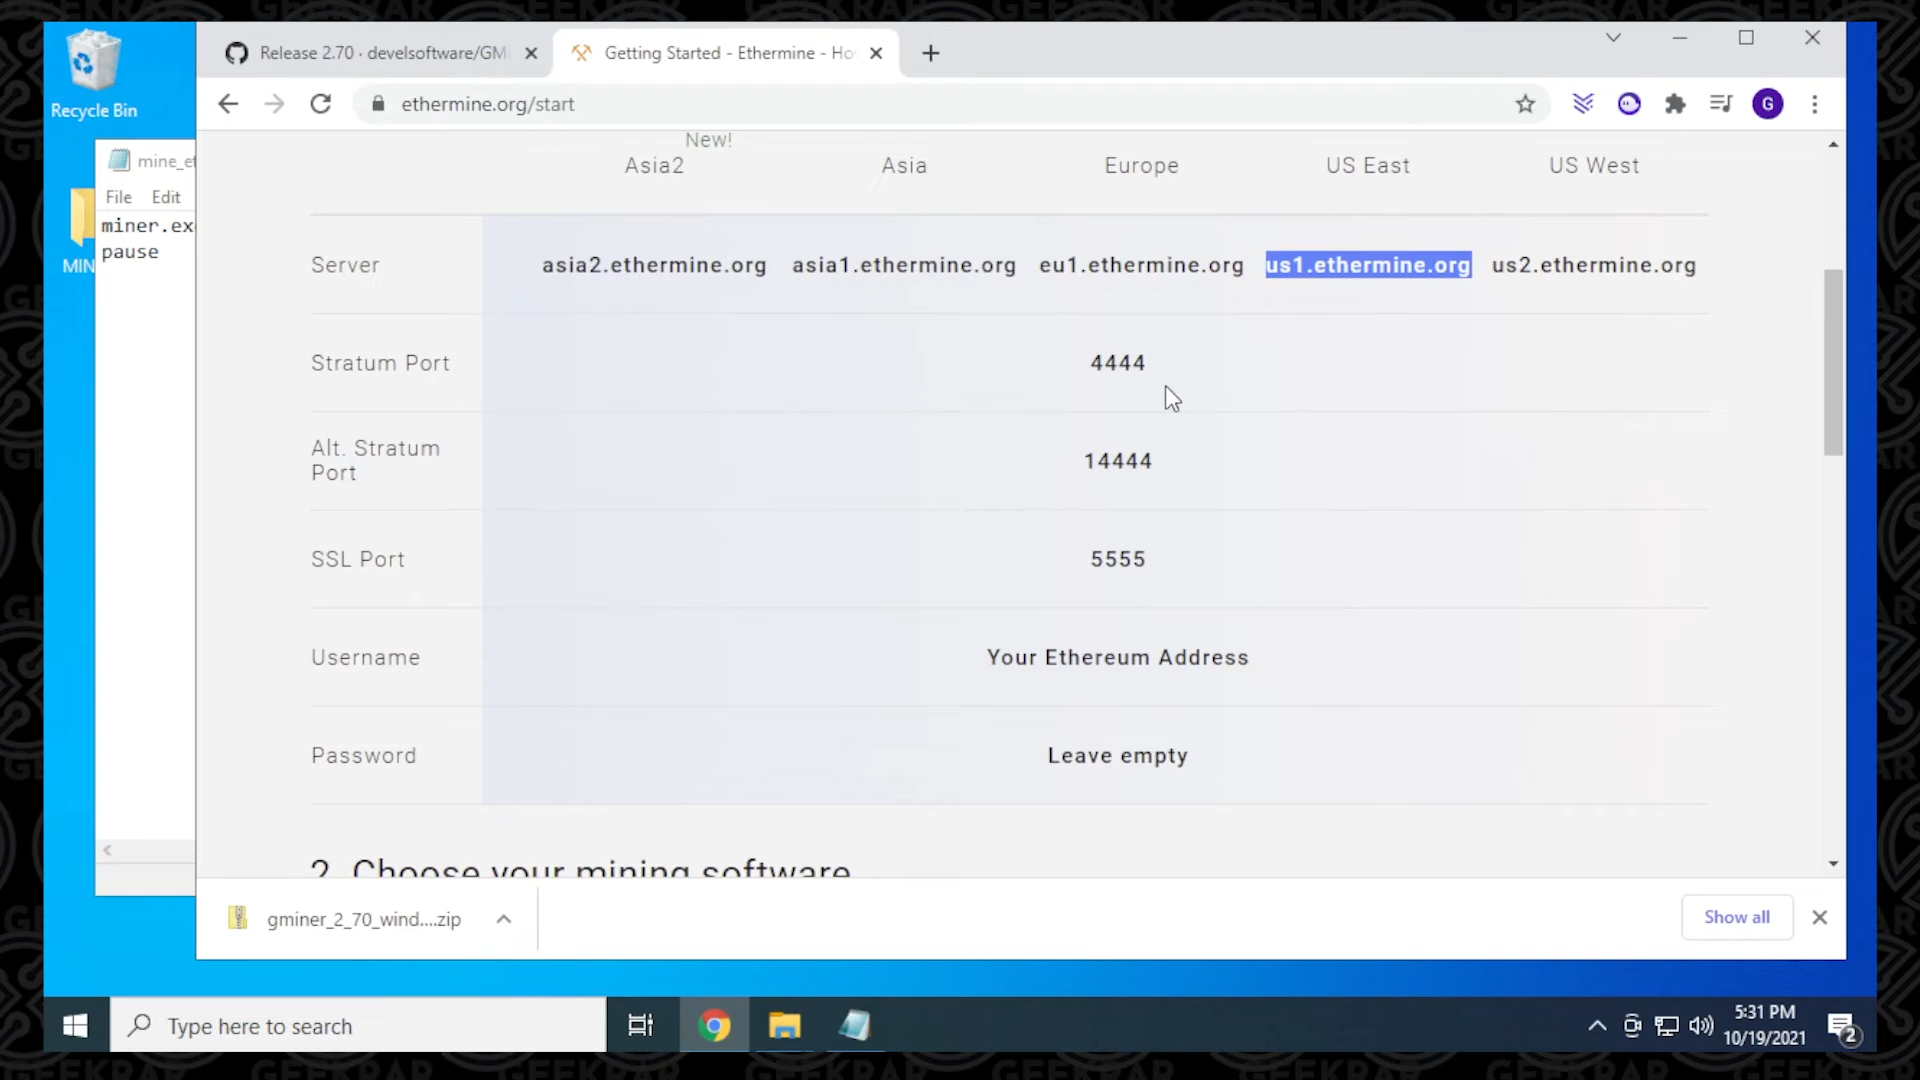 Recycle Bin
Release 2.70 · develsoftware/GMi
Getting Started - Ethermine - Ho
ethermine.org/start
G
mine_et
File Edit
miner.exe
pause
MIN
New!
Asia2 Asia Europe US East US West
Server asia2.ethermine.org asia1.ethermine.org eu1.ethermine.org us1.ethermine.org us2.ethermine.org
Stratum Port 4444
Alt. Stratum
Port
14444
SSL Port 5555
Username Your Ethereum Address
Password Leave empty
2. Choose your mining software
gminer_2_70_wind....zip
Show all
Type here to search
5:31 PM
10/19/2021
2